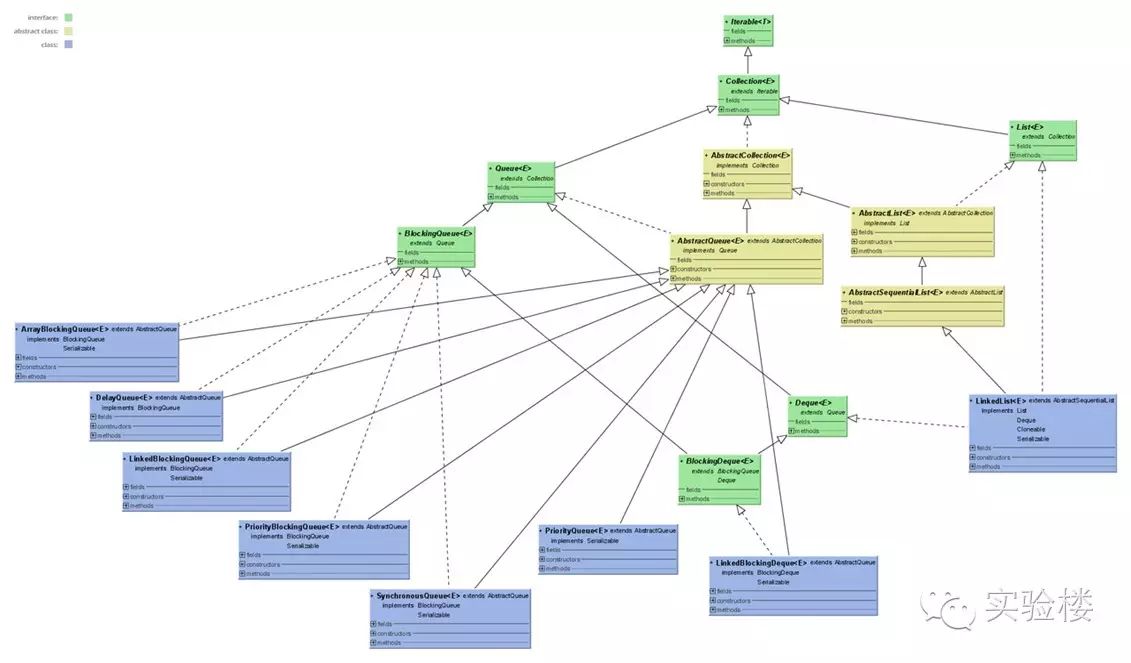 interface:
abstract class:
class:
Iterable<T>
fields
methods
Collection<E>
extends Iterable
fields
methods
List<E>
extends Collection
fields
methods
AbstractCollection<E>
implements Collection
fields
constructors
methods
Queue<E>
extends Collection
fields
methods
AbstractList<E> extends AbstractCollection
implements List
fields
constructors
methods
BlockingQueue<E>
extends Queue
fields
methods
AbstractQueue<E> extends AbstractCollection
implements Queue
fields
constructors
methods
AbstractSequentialList<E> extends AbstractList
fields
constructors
methods
ArrayBlockingQueue<E> extends AbstractQueue
implements BlockingQueue
Serializable
fields
constructors
methods
DelayQueue<E> extends AbstractQueue
implements BlockingQueue
fields
constructors
methods
Deque<E>
extends Queue
fields
methods
LinkedList<E> extends AbstractSequentialList
implements List
Deque
Cloneable
Serializable
fields
constructors
methods
LinkedBlockingQueue<E> extends AbstractQueue
implements BlockingQueue
Serializable
fields
constructors
methods
BlockingDeque<E>
extends BlockingQueue
Deque
fields
methods
PriorityBlockingQueue<E> extends AbstractQueue
implements BlockingQueue
Serializable
fields
constructors
methods
PriorityQueue<E> extends AbstractQueue
implements Serializable
fields
constructors
methods
LinkedBlockingDeque<E> extends AbstractQueue
implements BlockingDeque
Serializable
fields
constructors
methods
SynchronousQueue<E> extends AbstractQueue
implements BlockingQueue
Serializable
fields
constructors
methods
实验楼